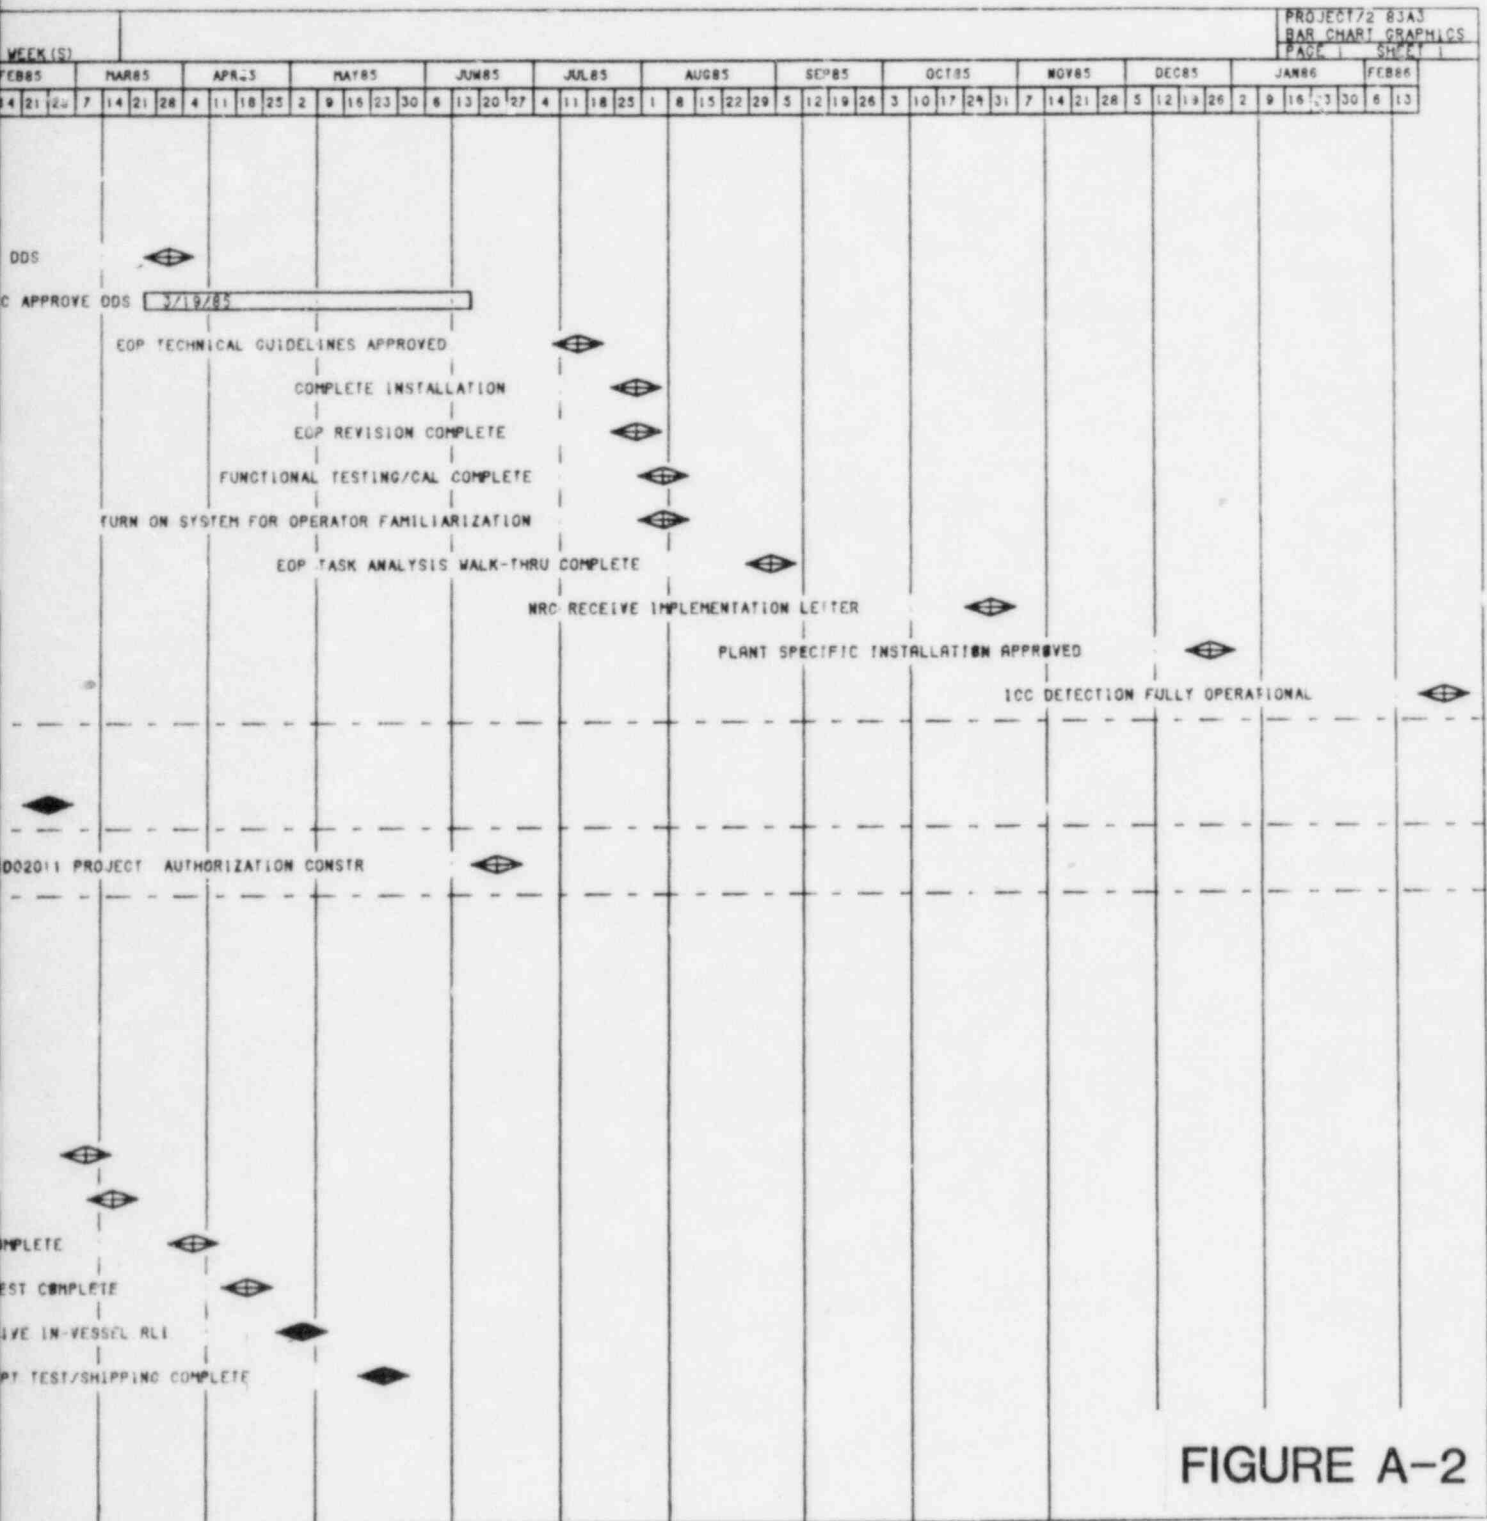 PROJECT/2 83A3
BAR CHART GRAPHICS
WEEK(S)
PAGE 1 SHEET 1
FEB85 MAR85 MAY85 JUN85 JUL85 AUG85 SEP85 OCT85 NOV85 DEC85 JAN86 FEB86
14 21 7 14 21 28 4 11 18 25 2 9 16 23 30 6 13 20 27 4 11 18 25 1 8 15 22 29 5 12 19 26 3 10 17 24 31 7 14 21 28 5 12 19 26 2 9 16 23 30 6 13
DDS
C APPROVE DDS 3/19/85
EOP TECHNICAL GUIDELINES APPROVED
COMPLETE INSTALLATION
EOP REVISION COMPLETE
FUNCTIONAL TESTING/CAL COMPLETE
TURN ON SYSTEM FOR OPERATOR FAMILIARIZATION
EOP TASK ANALYSIS WALK-THRU COMPLETE
NRC RECEIVE IMPLEMENTATION LETTER
PLANT SPECIFIC INSTALLATION APPROVED
ICC DETECTION FULLY OPERATIONAL
D02011 PROJECT AUTHORIZATION CONSTR
MPLETE
EST COMPLETE
IVE IN-VESSEL RLI
PT TEST/SHIPPING COMPLETE
FIGURE A-2